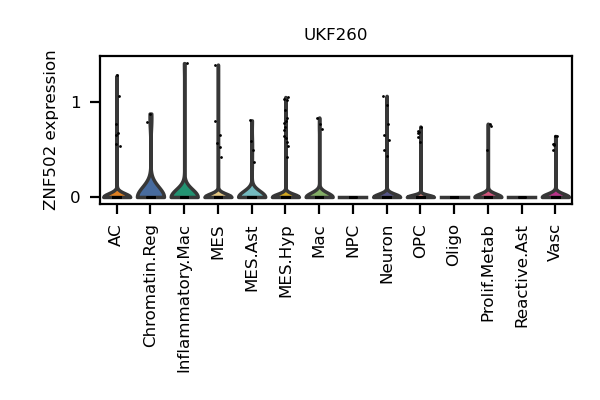 UKF260
ZNF502 expression
1
0
AC
Chromatin.Reg
Inflammatory.Mac
MES
MES.Ast
MES.Hyp
Mac
NPC
Neuron
OPC
Oligo
Prolif.Metab
Reactive.Ast
Vasc